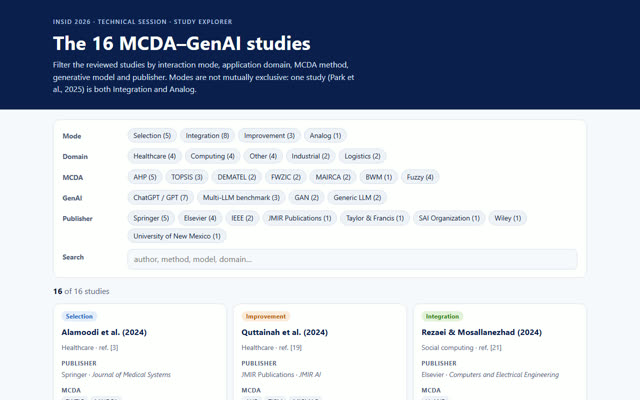 INSID 2026 · TECHNICAL SESSION · STUDY EXPLORER
The 16 MCDA–GenAI studies
Filter the reviewed studies by interaction mode, application domain, MCDA method,
generative model and publisher. Modes are not mutually exclusive: one study (Park et
al., 2025) is both Integration and Analog.
Mode Selection (5) Integration (8) Improvement (3) Analog (1)
Domain Healthcare (4) Computing (4) Other (4) Industrial (2) Logistics (2)
MCDA AHP (5) TOPSIS (3) DEMATEL (2) FWZIC (2) MAIRCA (2) BWM (1) Fuzzy (4)
GenAI ChatGPT / GPT (7) Multi-LLM benchmark (3) GAN (2) Generic LLM (2)
Publisher Springer (5) Elsevier (4) IEEE (2) JMIR Publications (1) Taylor & Francis (1) SAI Organization (1) Wiley (1)
University of New Mexico (1)
Search author, method, model, domain...
16 of 16 studies
Selection
Alamoodi et al. (2024)
Healthcare · ref. [3]
PUBLISHER
Springer · Journal of Medical Systems
MCDA
Improvement
Quttainah et al. (2024)
Healthcare · ref. [19]
PUBLISHER
JMIR Publications · JMIR AI
MCDA
Integration
Rezaei & Mosallanezhad (2024)
Social computing · ref. [21]
PUBLISHER
Elsevier · Computers and Electrical Engineering
MCDA